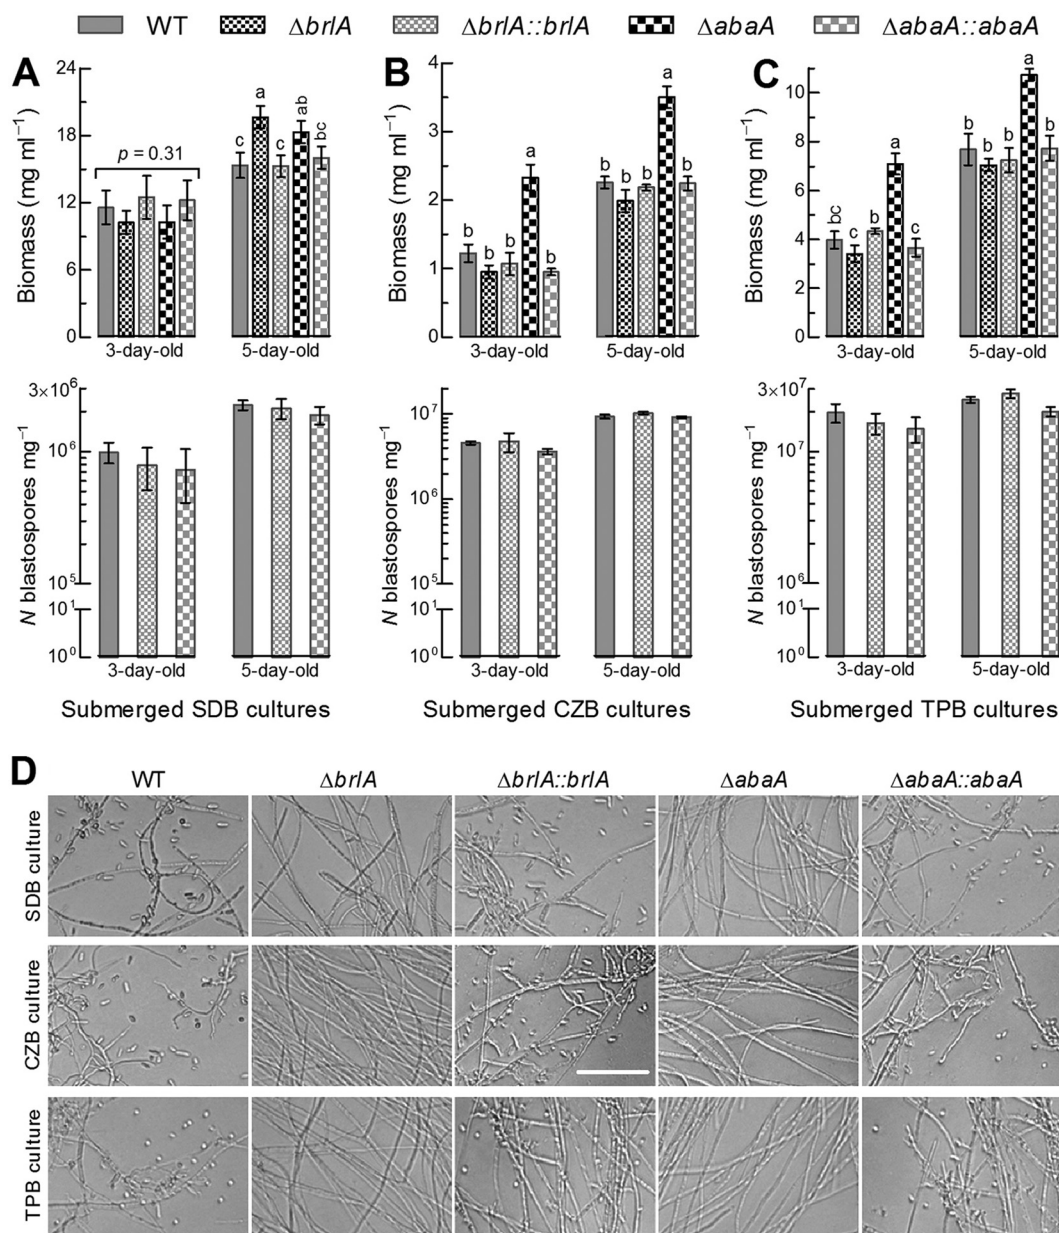 WT ΔbrlA ΔbrlA::brlA ΔabaA ΔabaA::abaA
A
Biomass (mg ml⁻¹)
24
18
12
6
0
p = 0.31
c a c ab bc
3-day-old 5-day-old
B
Biomass (mg ml⁻¹)
4
3
2
1
0
b b b a b
b b b a b
3-day-old 5-day-old
C
Biomass (mg ml⁻¹)
10
8
6
4
2
0
bc c b a c
b b b a b
3-day-old 5-day-old
N blastospores mg⁻¹
3×10⁶
10⁶
10⁵
10¹
10⁰
3-day-old 5-day-old
Submerged SDB cultures
N blastospores mg⁻¹
10⁷
10⁶
10⁵
10¹
10⁰
3-day-old 5-day-old
Submerged CZB cultures
N blastospores mg⁻¹
3×10⁷
10⁷
10⁶
10¹
10⁰
3-day-old 5-day-old
Submerged TPB cultures
D
WT ΔbrlA ΔbrlA::brlA ΔabaA ΔabaA::abaA
SDB culture
CZB culture
TPB culture